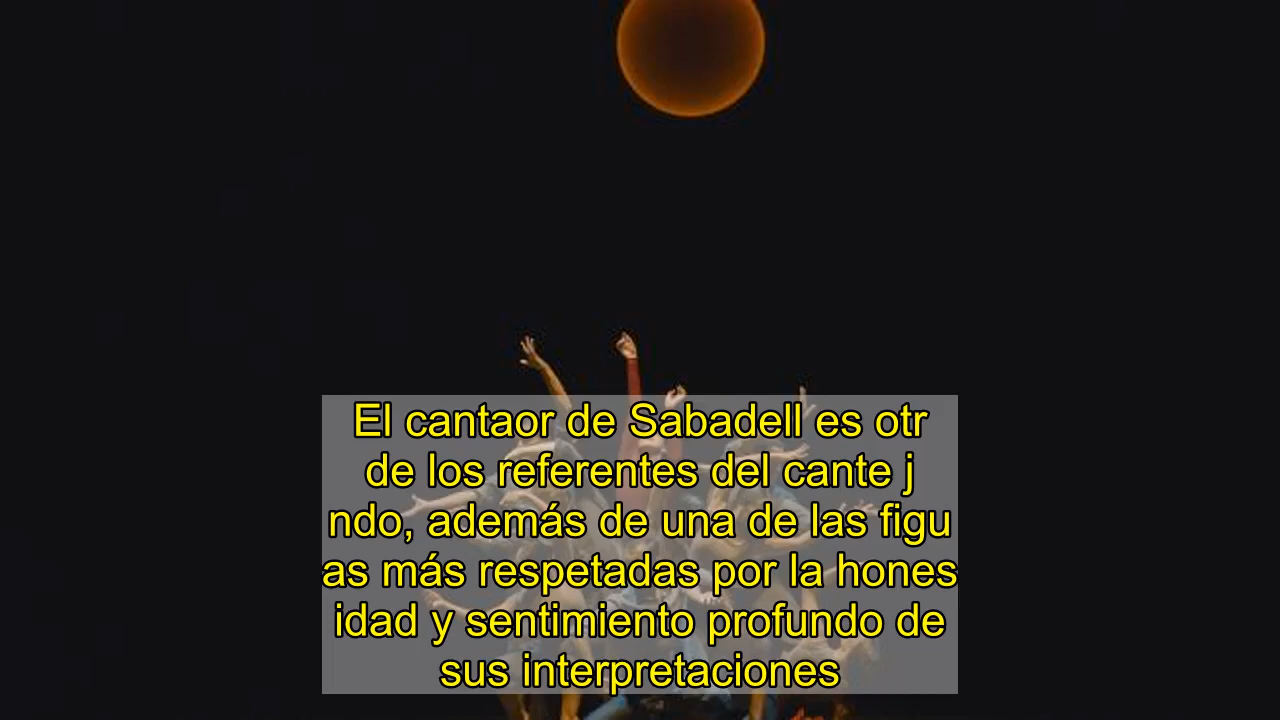 El cantaor de Sabadell es otr
de los referentes del cante j
ndo, además de una de las figu
as más respetadas por la hones
idad y sentimiento profundo de
sus interpretaciones